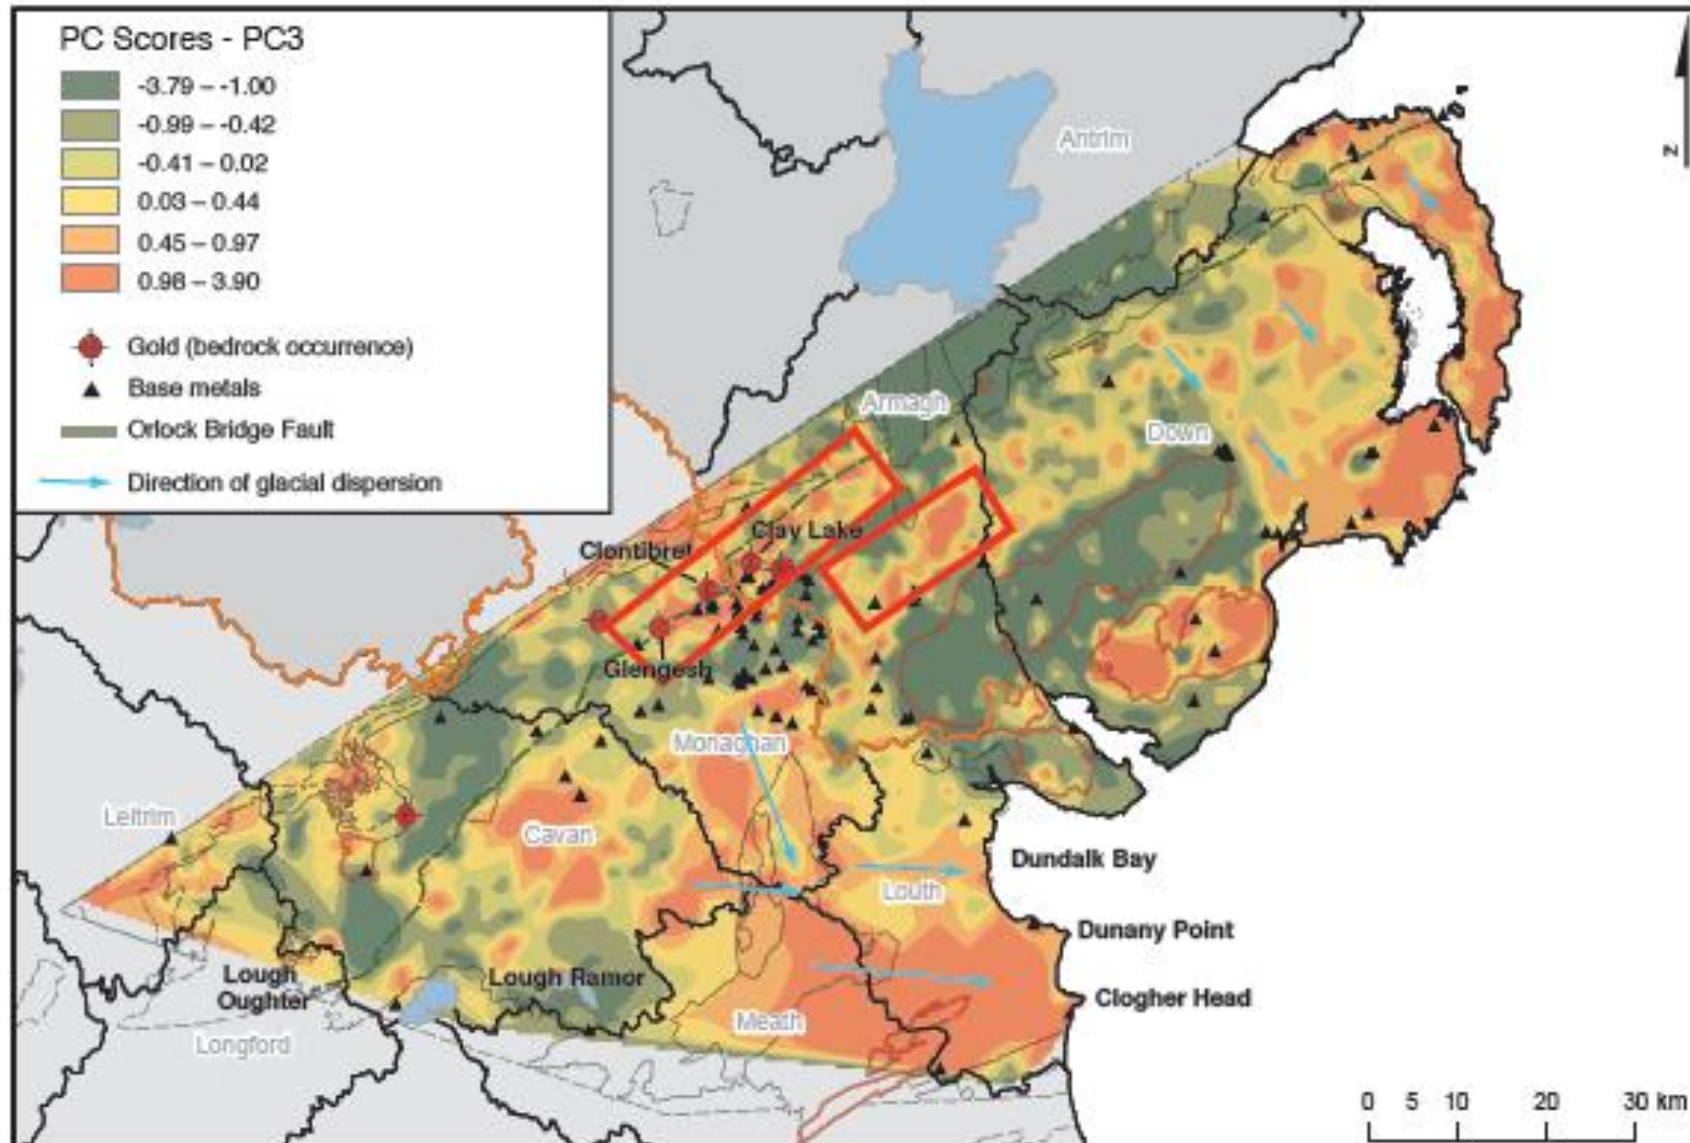 PC Scores - PC3
-3.79 – -1.00
-0.99 – -0.42
-0.41 – 0.02
0.03 – 0.44
0.45 – 0.97
0.98 – 3.90
Gold (bedrock occurrence)
Base metals
Orlock Bridge Fault
Direction of glacial dispersion
Antrim
N
Armagh
Down
Clay Lake
Clontibret
Glengesh
Monaghan
Leitrim
Cavan
Dundalk Bay
Louth
Dunany Point
Lough
Oughter
Lough Ramor
Clogher Head
Meath
Longford
0 5 10 20 30 km